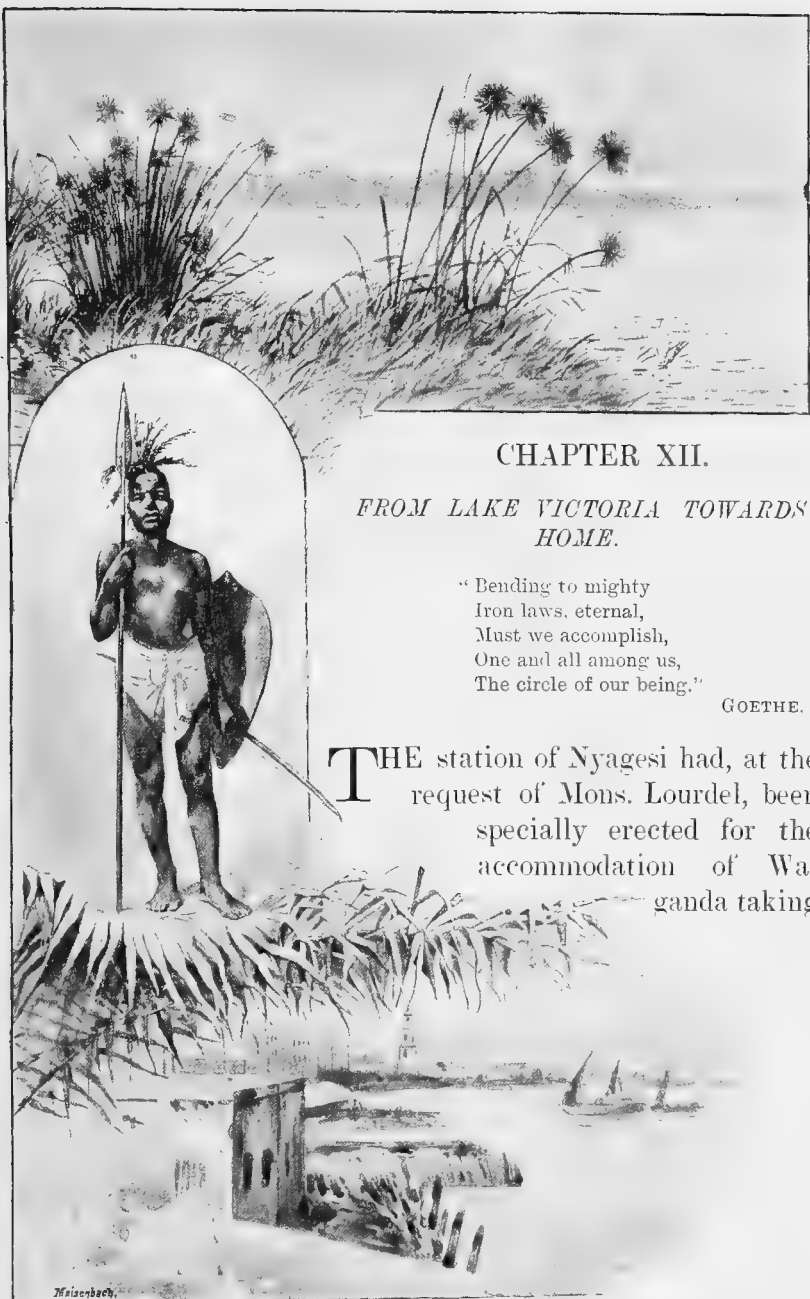 CHAPTER XII.
FROM LAKE VICTORIA TOWARDS
HOME.
“ Bending to mighty
Iron laws, eternal,
Must we accomplish,
One and all among us,
The circle of our being.”
GOETHE.
THE station of Nyagesi had, at the
request of Mons. Lourdel, been
specially erected for the
accommodation of Wa
ganda taking
Meisenbach.